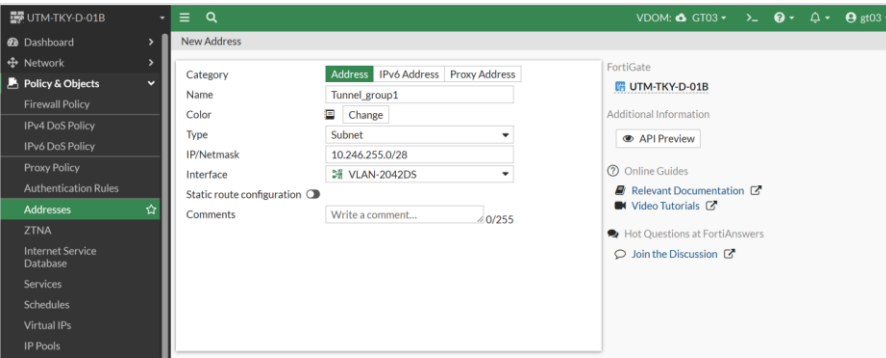 UTM-TKY-D-01B
VDOM: GT03
>_
gt03
Dashboard
Network
Policy & Objects
Firewall Policy
IPv4 DoS Policy
IPv6 DoS Policy
Proxy Policy
Authentication Rules
Addresses
ZTNA
Internet Service
Database
Services
Schedules
Virtual IPs
IP Pools
New Address
Category Address IPv6 Address Proxy Address
Name Tunnel_group1
Color Change
Type Subnet
IP/Netmask 10.246.255.0/28
Interface VLAN-2042DS
Static route configuration
Comments Write a comment... 0/255
FortiGate
UTM-TKY-D-01B
Additional Information
API Preview
Online Guides
Relevant Documentation
Video Tutorials
Hot Questions at FortiAnswers
Join the Discussion